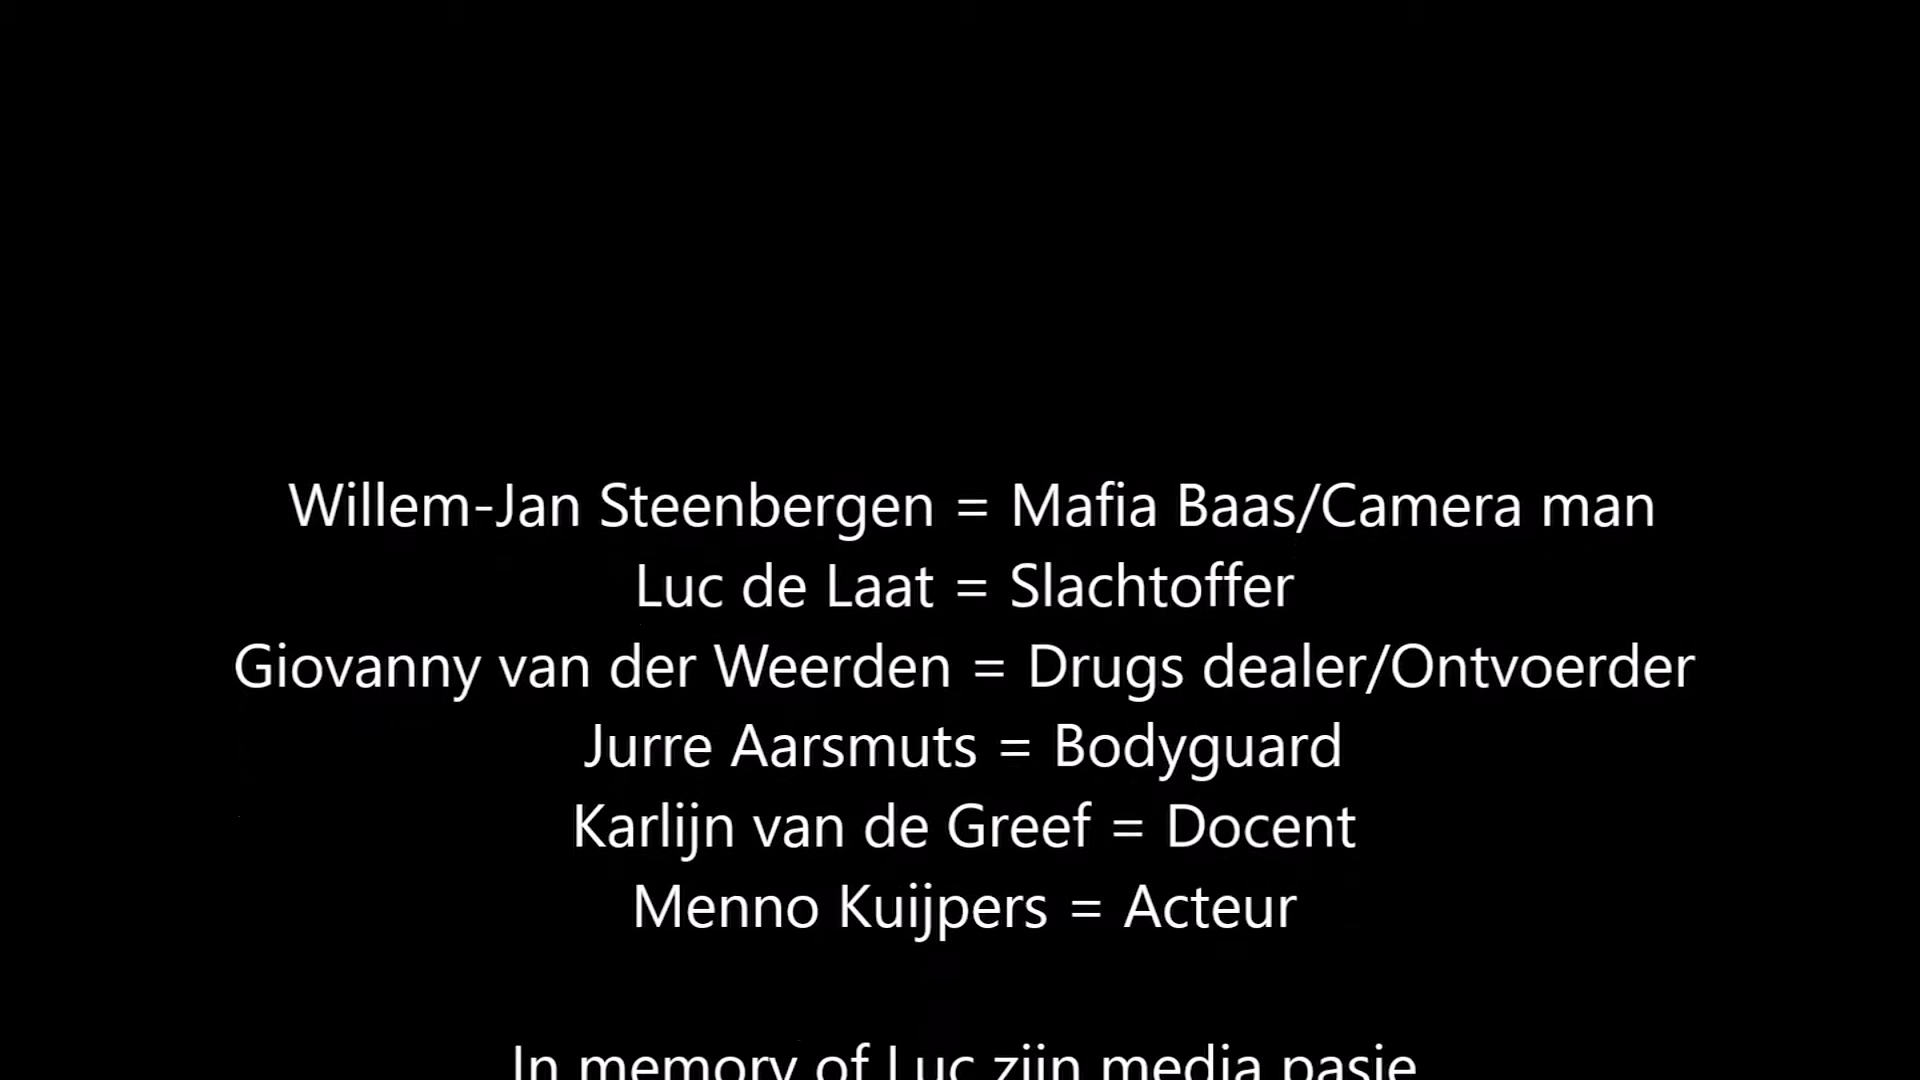 Willem-Jan Steenbergen = Mafia Baas/Camera man
Luc de Laat = Slachtoffer
Giovanny van der Weerden = Drugs dealer/Ontvoerder
Jurre Aarsmuts = Bodyguard
Karlijn van de Greef = Docent
Menno Kuijpers = Acteur
In memory of Luc zijn media pasie